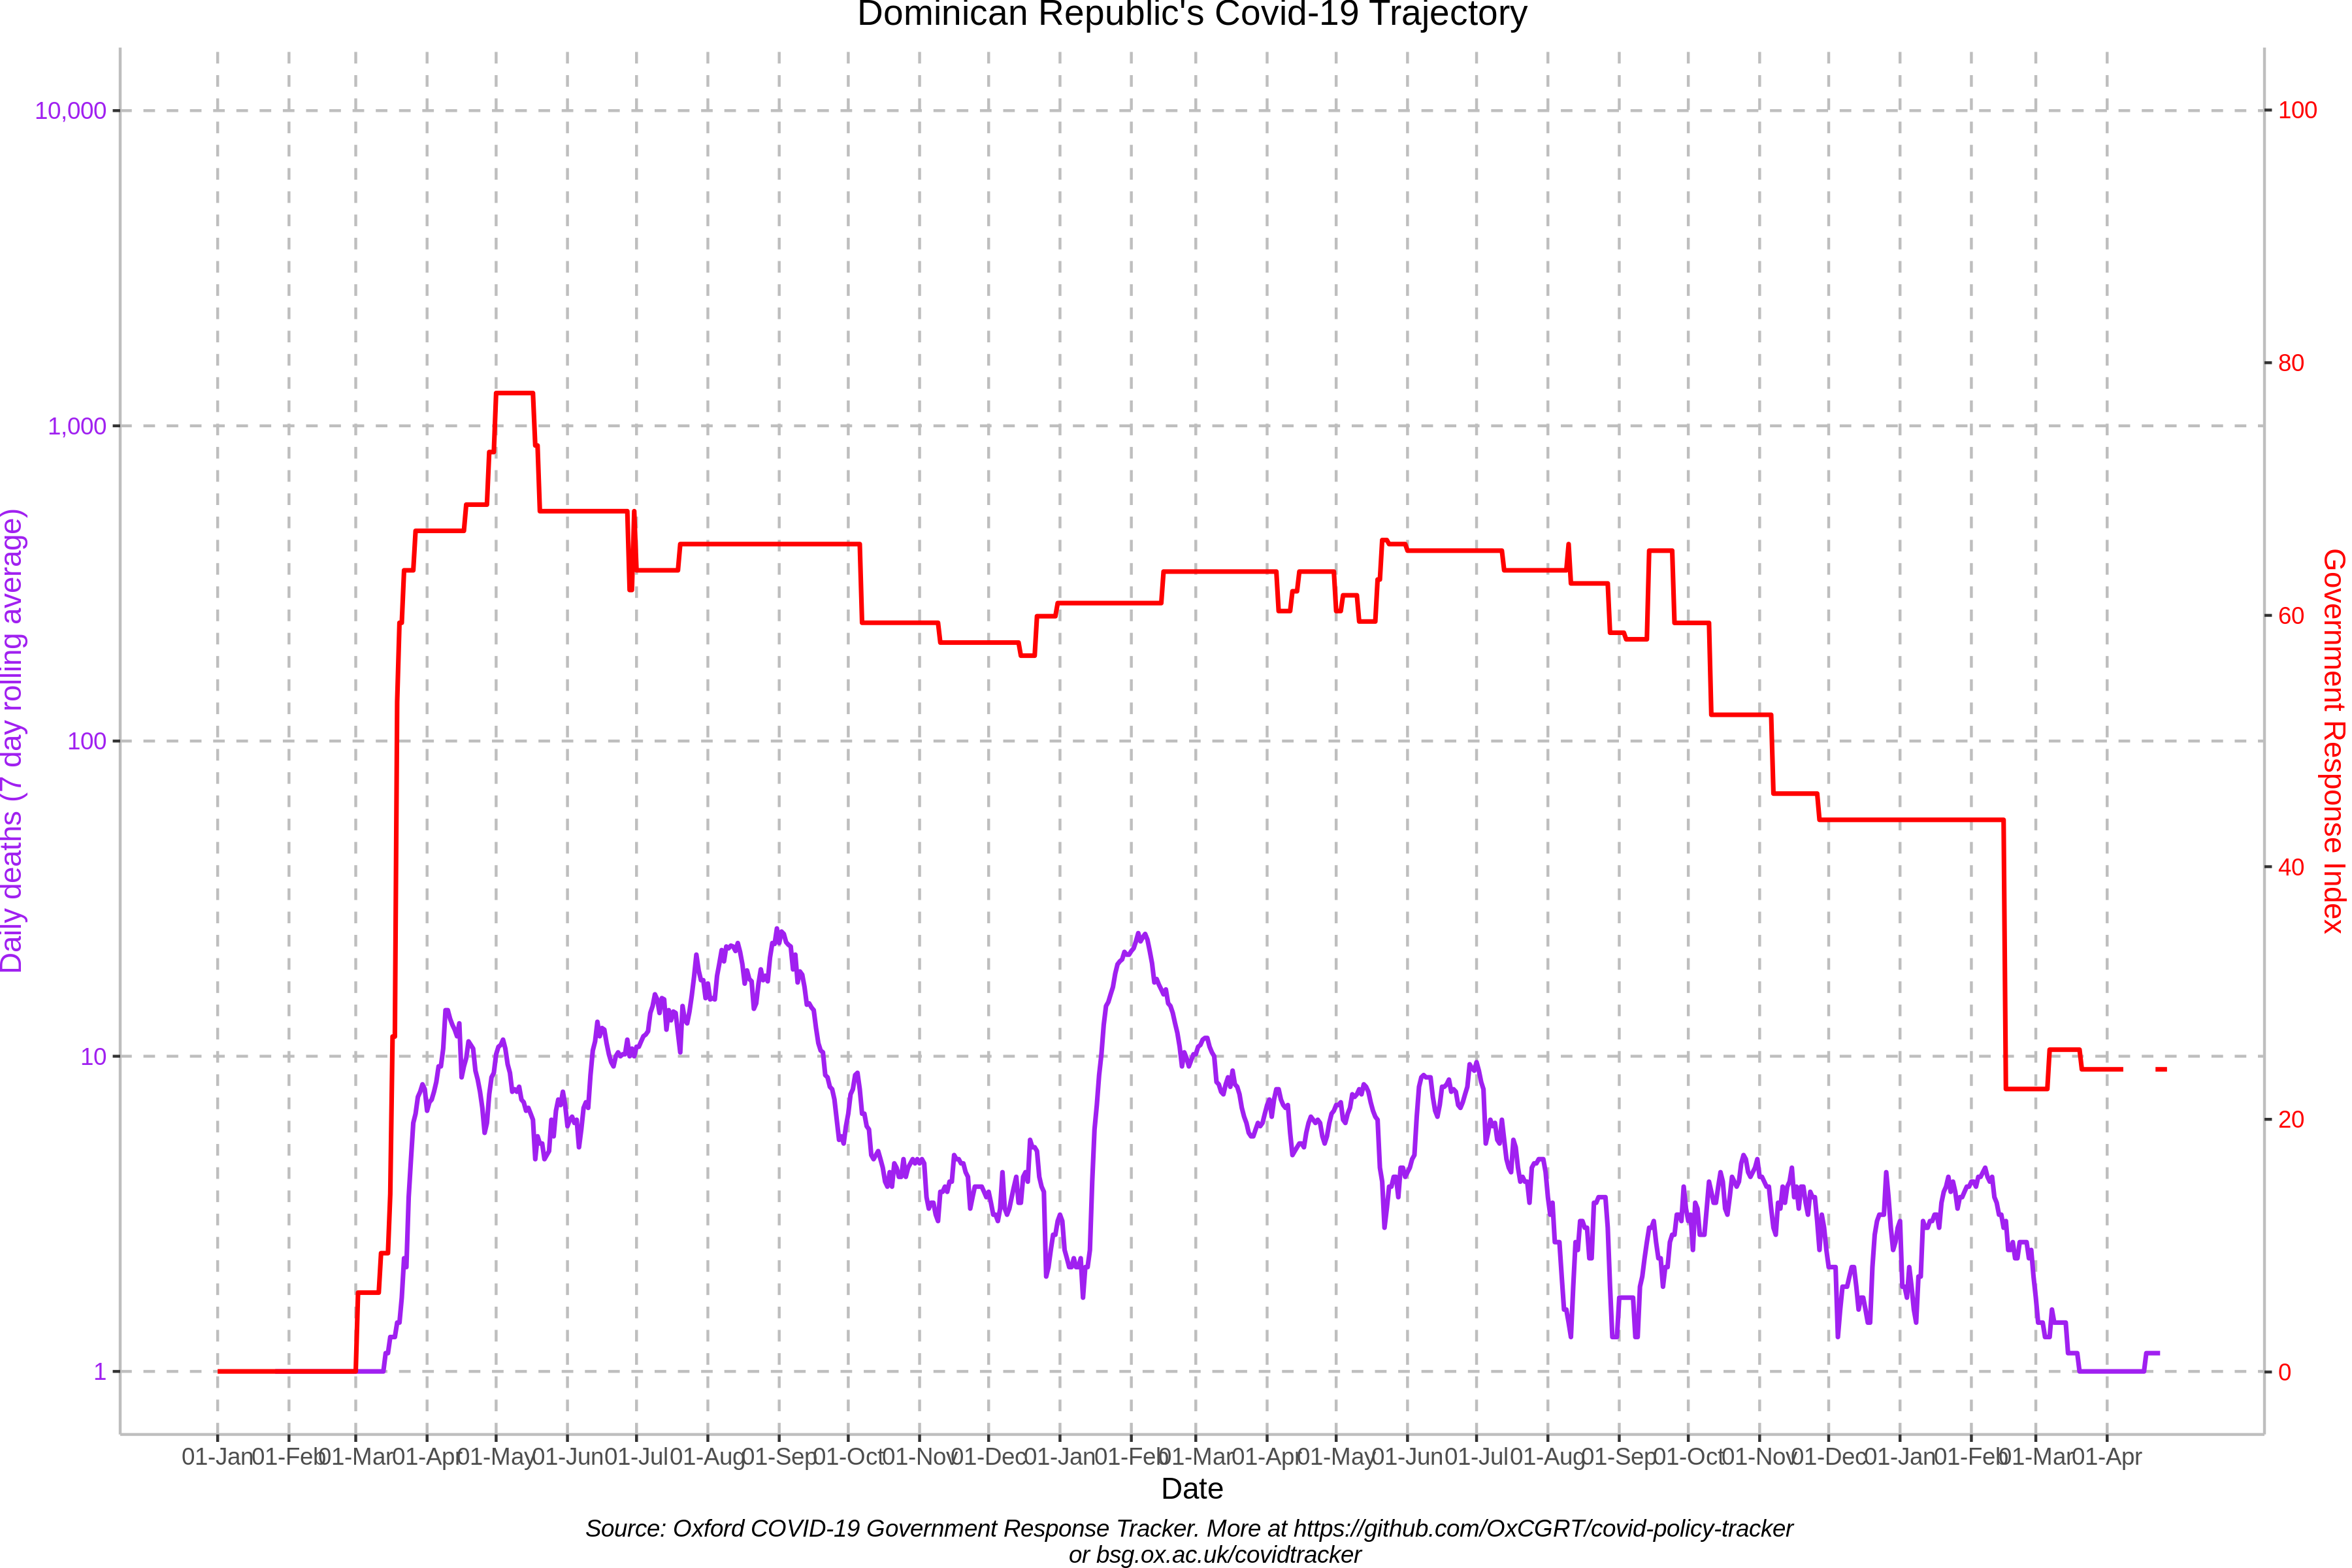 Dominican Republic's Covid-19 Trajectory
10,000
1,000
100
10
1
Daily deaths (7 day rolling average)
100
80
60
40
20
0
Government Response Index
01-Jan 01-Feb 01-Mar 01-Apr 01-May 01-Jun 01-Jul 01-Aug 01-Sep 01-Oct 01-Nov 01-Dec 01-Jan 01-Feb 01-Mar 01-Apr 01-May 01-Jun 01-Jul 01-Aug 01-Sep 01-Oct 01-Nov 01-Dec 01-Jan 01-Feb 01-Mar 01-Apr
Date
Source: Oxford COVID-19 Government Response Tracker. More at https://github.com/OxCGRT/covid-policy-tracker
or bsg.ox.ac.uk/covidtracker